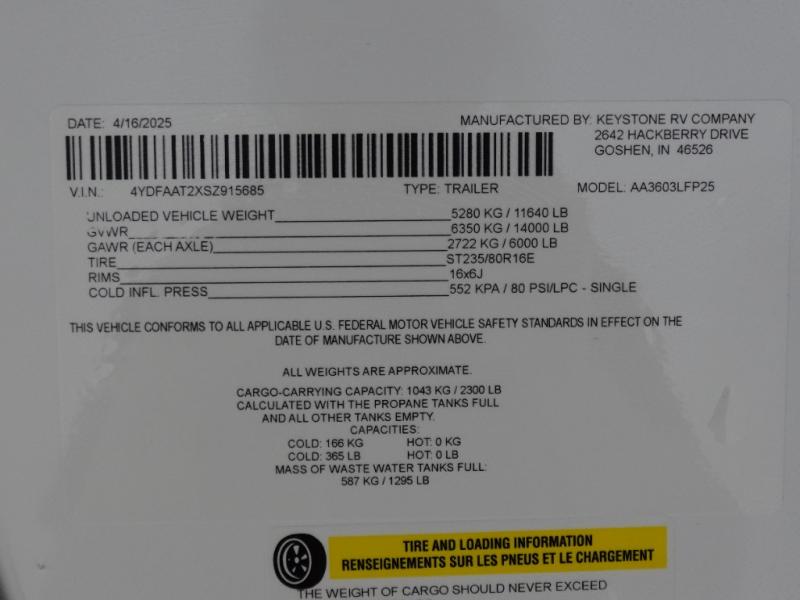 DATE: 4/16/2025
MANUFACTURED BY: KEYSTONE RV COMPANY
2642 HACKBERRY DRIVE
GOSHEN, IN 46526
V.I.N.: 4YDFAAT2XSZ915685 TYPE: TRAILER MODEL: AA3603LFP25
UNLOADED VEHICLE WEIGHT 5280 KG / 11640 LB
GVWR 6350 KG / 14000 LB
GAWR (EACH AXLE) 2722 KG / 6000 LB
TIRE ST235/80R16E
RIMS 16x6J
COLD INFL. PRESS 552 KPA / 80 PSI/LPC - SINGLE
THIS VEHICLE CONFORMS TO ALL APPLICABLE U.S. FEDERAL MOTOR VEHICLE SAFETY STANDARDS IN EFFECT ON THE
DATE OF MANUFACTURE SHOWN ABOVE.
ALL WEIGHTS ARE APPROXIMATE.
CARGO-CARRYING CAPACITY: 1043 KG / 2300 LB
CALCULATED WITH THE PROPANE TANKS FULL
AND ALL OTHER TANKS EMPTY.
CAPACITIES:
COLD: 166 KG HOT: 0 KG
COLD: 365 LB HOT: 0 LB
MASS OF WASTE WATER TANKS FULL:
587 KG / 1295 LB
TIRE AND LOADING INFORMATION
RENSEIGNEMENTS SUR LES PNEUS ET LE CHARGEMENT
THE WEIGHT OF CARGO SHOULD NEVER EXCEED